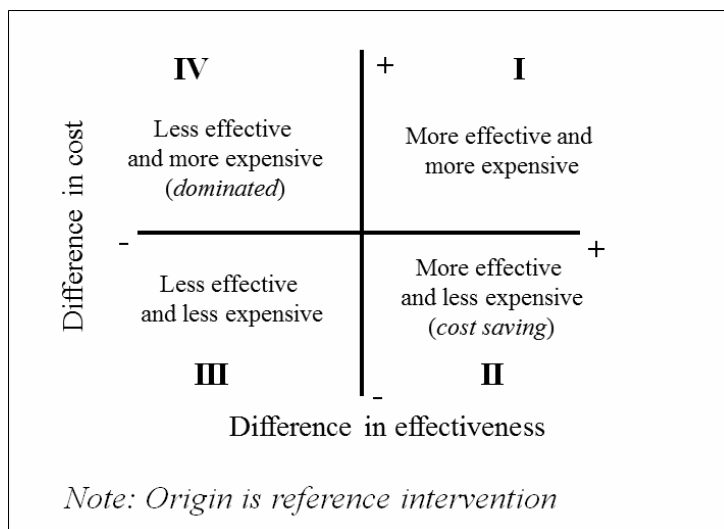 IV
+
I
Less effective
and more expensive
(dominated)
More effective and
more expensive
Difference in cost
-
+
Less effective
and less expensive
More effective
and less expensive
(cost saving)
III
II
-
Difference in effectiveness
Note: Origin is reference intervention